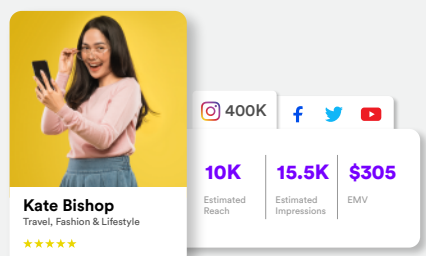 400K
10K
Estimated
Reach
15.5K
Estimated
Impressions
$305
EMV
Kate Bishop
Travel, Fashion & Lifestyle